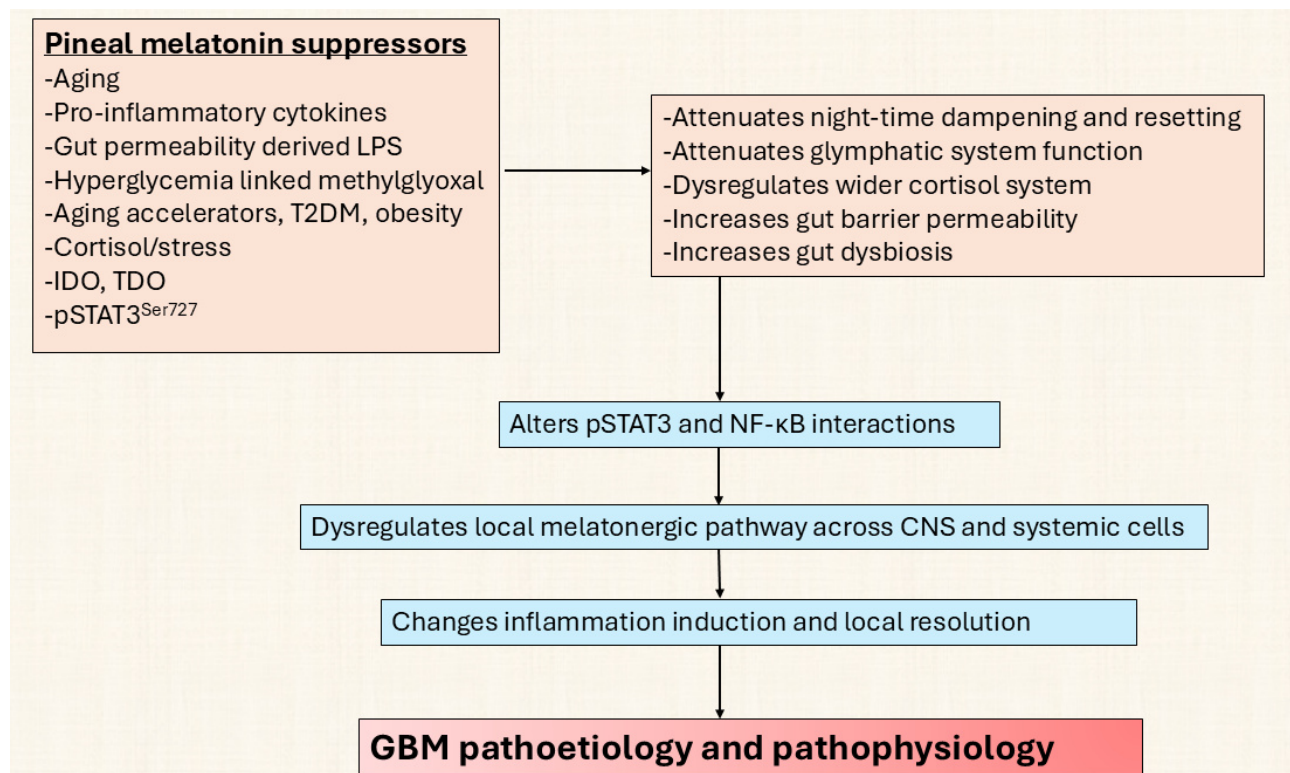 Pineal melatonin suppressors
-Aging
-Pro-inflammatory cytokines
-Gut permeability derived LPS
-Hyperglycemia linked methylglyoxal
-Aging accelerators, T2DM, obesity
-Cortisol/stress
-IDO, TDO
-pSTAT3^Ser727
-Attenuates night-time dampening and resetting
-Attenuates glymphatic system function
-Dysregulates wider cortisol system
-Increases gut barrier permeability
-Increases gut dysbiosis
Alters pSTAT3 and NF-κB interactions
Dysregulates local melatonergic pathway across CNS and systemic cells
Changes inflammation induction and local resolution
GBM pathoetiology and pathophysiology